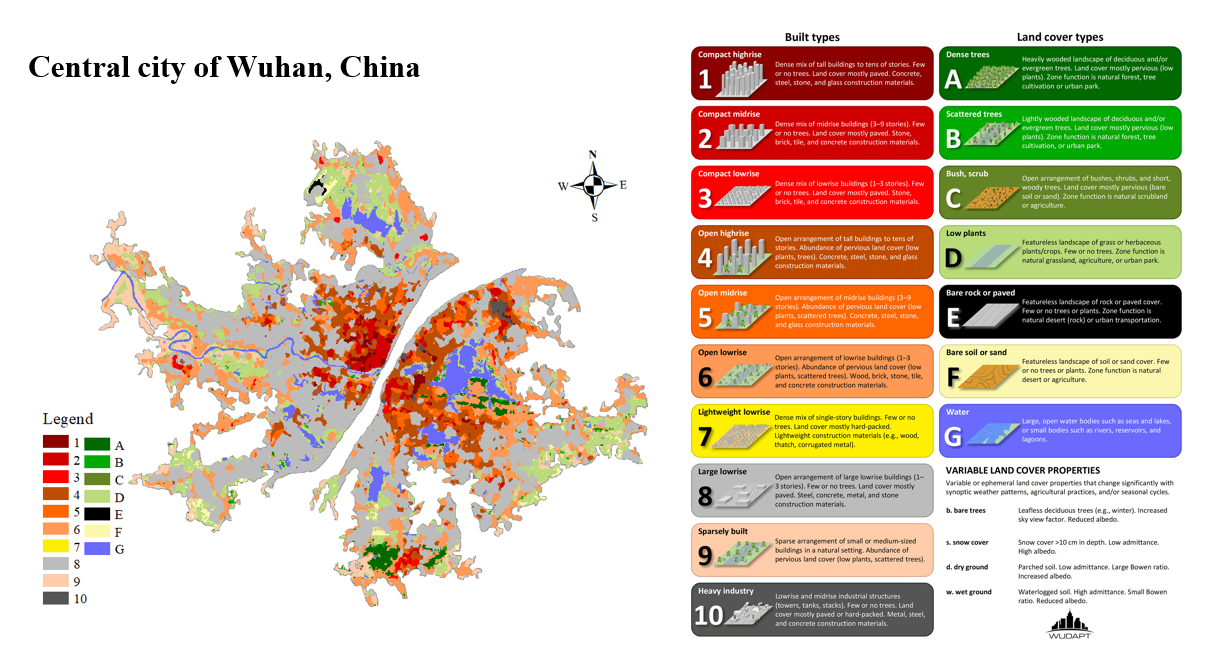 Central city of Wuhan, China
N
W
E
S
Legend
1
2
3
4
5
6
7
8
9
10
A
B
C
D
E
F
G
Built types
Compact highrise
1
Dense mix of tall buildings to tens of stories. Few
or no trees. Land cover mostly paved. Concrete,
steel, stone, and glass construction materials.
Compact midrise
2
Dense mix of midrise buildings (3–9 stories). Few
or no trees. Land cover mostly paved. Stone,
brick, tile, and concrete construction materials.
Compact lowrise
3
Dense mix of lowrise buildings (1–3 stories). Few
or no trees. Land cover mostly paved. Stone,
brick, tile, and concrete construction materials.
Open highrise
4
Open arrangement of tall buildings to tens of
stories. Abundance of pervious land cover (low
plants, trees). Concrete, steel, stone, and glass
construction materials.
Open midrise
5
Open arrangement of midrise buildings (3–9
stories). Abundance of pervious land cover (low
plants, scattered trees). Concrete, steel, stone,
and glass construction materials.
Open lowrise
6
Open arrangement of lowrise buildings (1–3
stories). Abundance of pervious land cover (low
plants, scattered trees). Wood, brick, stone, tile,
and concrete construction materials.
Lightweight lowrise
7
Dense mix of single-story buildings. Few or no
trees. Land cover mostly hard-packed.
Lightweight construction materials (e.g., wood,
thatch, corrugated metal).
Large lowrise
8
Open arrangement of large lowrise buildings (1–
3 stories). Few or no trees. Land cover mostly
paved. Steel, concrete, metal, and stone
construction materials.
Sparsely built
9
Sparse arrangement of small or medium-sized
buildings in a natural setting. Abundance of
pervious land cover (low plants, scattered trees).
Heavy industry
10
Lowrise and midrise industrial structures
(towers, tanks, stacks). Few or no trees. Land
cover mostly paved or hard-packed. Metal, steel,
and concrete construction materials.
Land cover types
Dense trees
A
Heavily wooded landscape of deciduous and/or
evergreen trees. Land cover mostly pervious (low
plants). Zone function is natural forest, tree
cultivation or urban park.
Scattered trees
B
Lightly wooded landscape of deciduous and/or
evergreen trees. Land cover mostly pervious (low
plants). Zone function is natural forest, tree
cultivation, or urban park.
Bush, scrub
C
Open arrangement of bushes, shrubs, and short,
woody trees. Land cover mostly pervious (bare
soil or sand). Zone function is natural scrubland
or agriculture.
Low plants
D
Featureless landscape of grass or herbaceous
plants/crops. Few or no trees. Zone function is
natural grassland, agriculture, or urban park.
Bare rock or paved
E
Featureless landscape of rock or paved cover.
Few or no trees or plants. Zone function is
natural desert (rock) or urban transportation.
Bare soil or sand
F
Featureless landscape of soil or sand cover. Few
or no trees or plants. Zone function is natural
desert or agriculture.
Water
G
Large, open water bodies such as seas and lakes,
or small bodies such as rivers, reservoirs, and
lagoons.
VARIABLE LAND COVER PROPERTIES
Variable or ephemeral land cover properties that change significantly with
synoptic weather patterns, agricultural practices, and/or seasonal cycles.
b. bare trees
Leafless deciduous trees (e.g., winter). Increased
sky view factor. Reduced albedo.
s. snow cover
Snow cover >10 cm in depth. Low admittance.
High albedo.
d. dry ground
Parched soil. Low admittance. Large Bowen ratio.
Increased albedo.
w. wet ground
Waterlogged soil. High admittance. Small Bowen
ratio. Reduced albedo.
WUDAPT